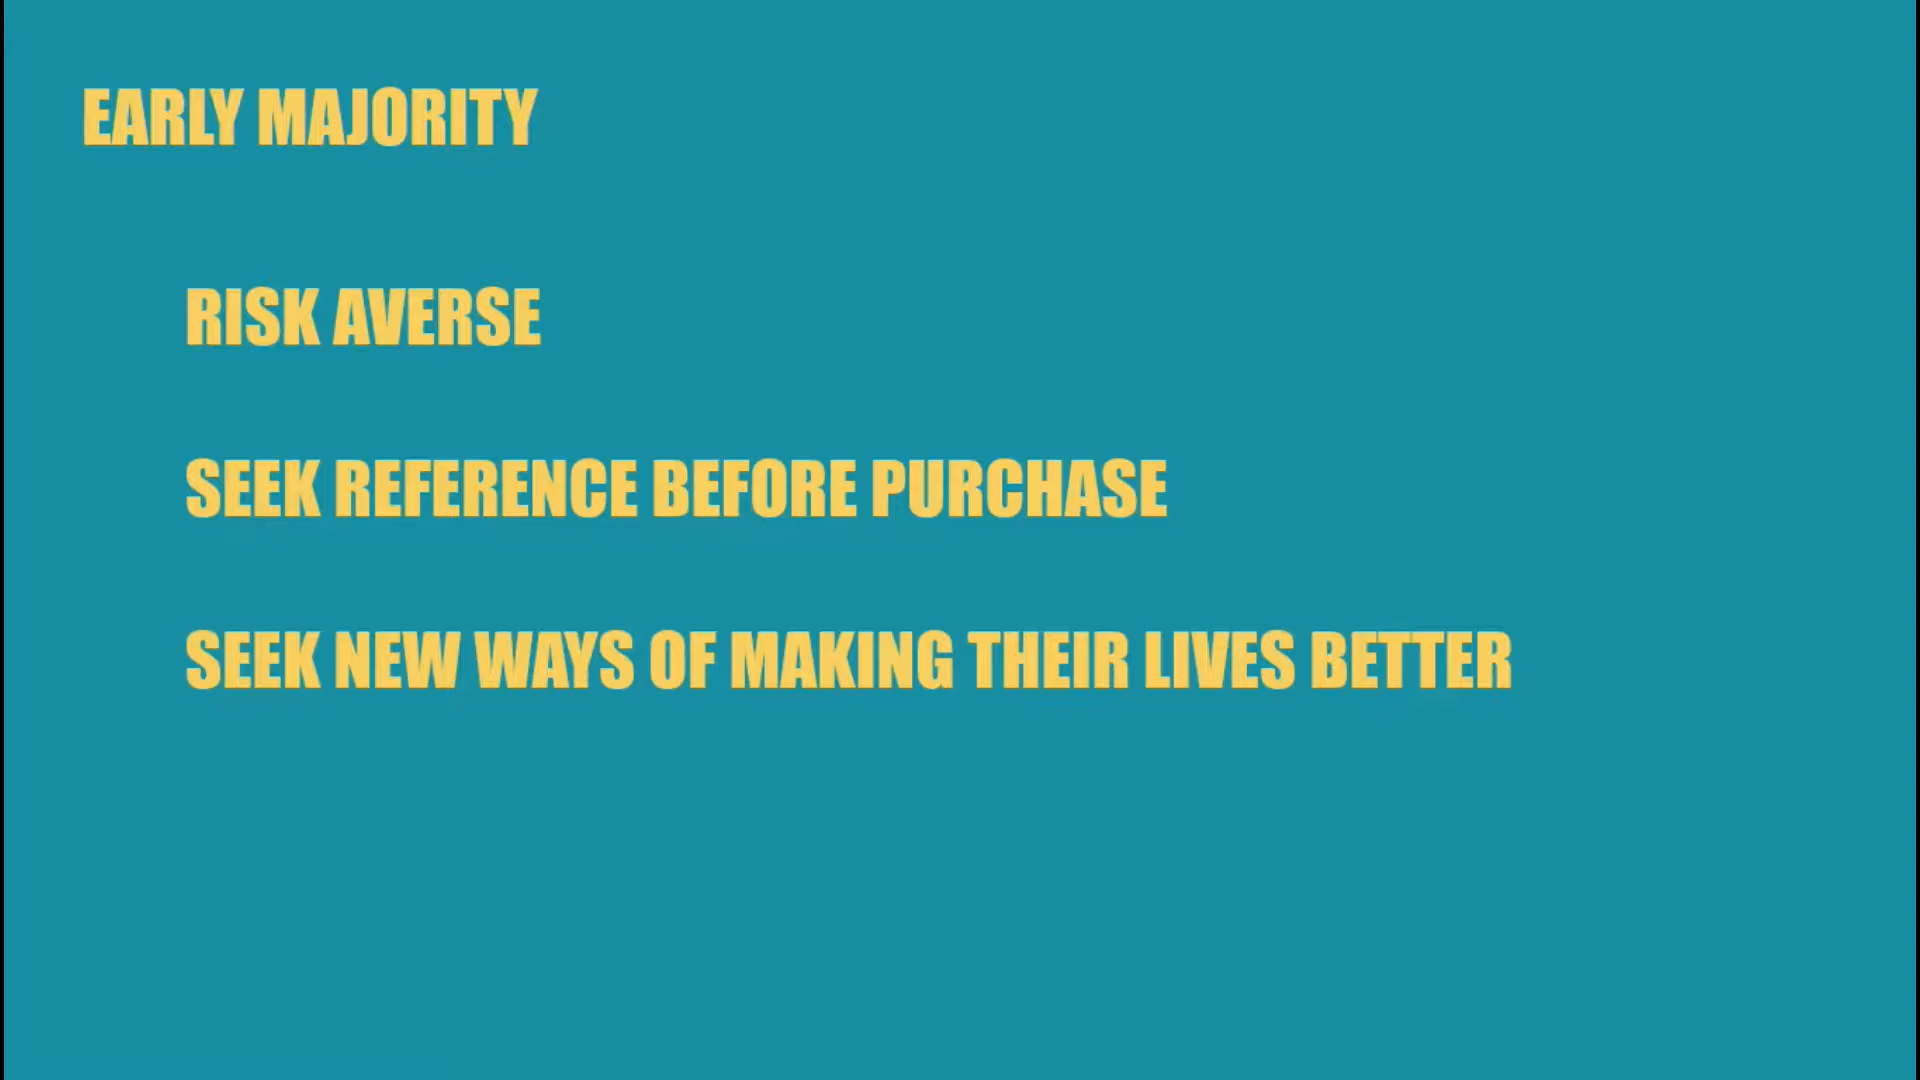 EARLY MAJORITY
RISK AVERSE
SEEK REFERENCE BEFORE PURCHASE
SEEK NEW WAYS OF MAKING THEIR LIVES BETTER